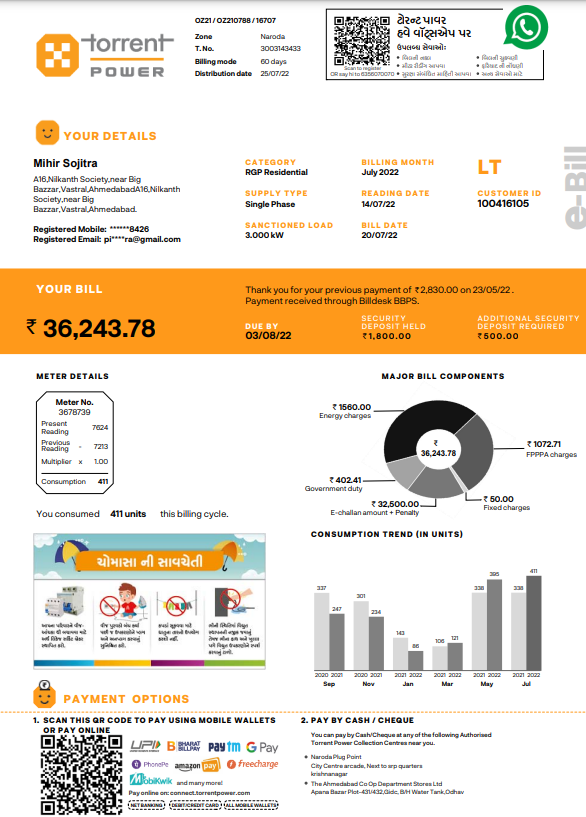 torrent
POWER
OZ21 / OZ210788 / 16707
Zone Naroda
T. No. 3003143433
Billing mode 60 days
Distribution date 25/07/22
ટોરેન્ટ પાવર
હવે વૉટ્સએપ પર
ઉપલબ્ધ સેવાઓ:
Scan to register
OR say hi to 6356070070
YOUR DETAILS
Mihir Sojitra
A16,Nilkanth Society,near Big
Bazzar,Vastral,AhmedabadA16,Nilkanth
Society,near Big
Bazzar,Vastral,Ahmedabad.
Registered Mobile: ******8426
Registered Email: pi****ra@gmail.com
CATEGORY
RGP Residential
BILLING MONTH
July 2022
LT
SUPPLY TYPE
Single Phase
READING DATE
14/07/22
CUSTOMER ID
100416105
SANCTIONED LOAD
3.000 kW
BILL DATE
20/07/22
e-Bill
YOUR BILL
₹ 36,243.78
Thank you for your previous payment of ₹2,830.00 on 23/05/22 .
Payment received through Billdesk BBPS.
DUE BY
03/08/22
SECURITY
DEPOSIT HELD
₹1,800.00
ADDITIONAL SECURITY
DEPOSIT REQUIRED
₹500.00
METER DETAILS
Meter No.
3678739
Present
Reading 7624
Previous
Reading - 7213
Multiplier x 1.00
Consumption 411
You consumed 411 units this billing cycle.
MAJOR BILL COMPONENTS
₹ 1560.00
Energy charges
₹
36,243.78
₹ 1072.71
FPPPA charges
₹ 402.41
Government duty
₹ 50.00
Fixed charges
₹ 32,500.00
E-challan amount + Penalty
ચોમાસા ની સાવચેતી
CONSUMPTION TREND (IN UNITS)
337 247 301 234 143 86 106 121 338 395 338 411
2020 2021 2020 2021 2020 2021 2020 2021 2021 2022 2021 2022
Sep Nov Jan Mar May Jul
PAYMENT OPTIONS
1. SCAN THIS QR CODE TO PAY USING MOBILE WALLETS
OR PAY ONLINE
UPI BHARAT BILLPAY paytm G Pay
PhonePe amazon pay freecharge
MobiKwik and many more!
Pay online on: connect.torrentpower.com
NET BANKING DEBIT/CREDIT CARD ALL MOBILE WALLETS
2. PAY BY CASH / CHEQUE
You can pay by Cash/Cheque at any of the following Authorised
Torrent Power Collection Centres near you.
Naroda Plug Point
City Centre arcade, Next to srp quarters
krishnanagar
The Ahmedabad Co Op Department Stores Ltd
Apana Bazar Plot-431/432,Gidc, B/H Water Tank,Odhav